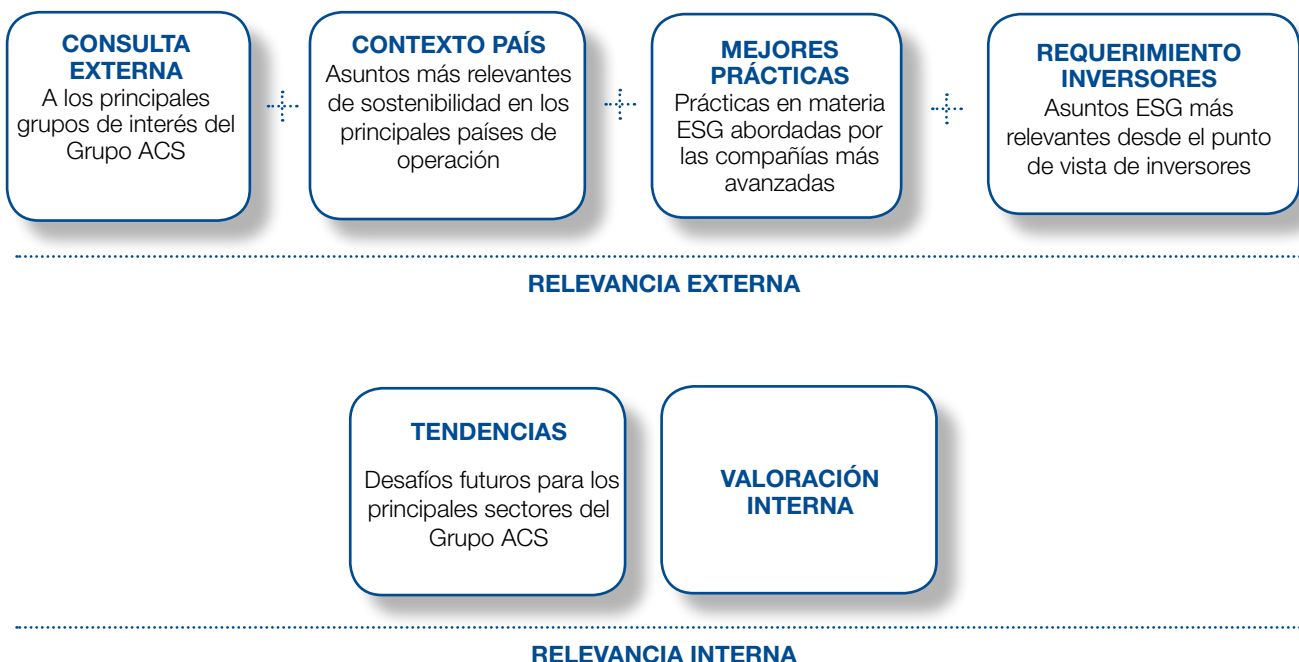 CONSULTA
EXTERNA
A los principales
grupos de interés del
Grupo ACS
CONTEXTO PAÍS
Asuntos más relevantes
de sostenibilidad en los
principales países de
operación
MEJORES
PRÁCTICAS
Prácticas en materia
ESG abordadas por
las compañías más
avanzadas
REQUERIMIENTO
INVERSORES
Asuntos ESG más
relevantes desde el punto
de vista de inversores
RELEVANCIA EXTERNA
TENDENCIAS
Desafíos futuros para los
principales sectores del
Grupo ACS
VALORACIÓN
INTERNA
RELEVANCIA INTERNA